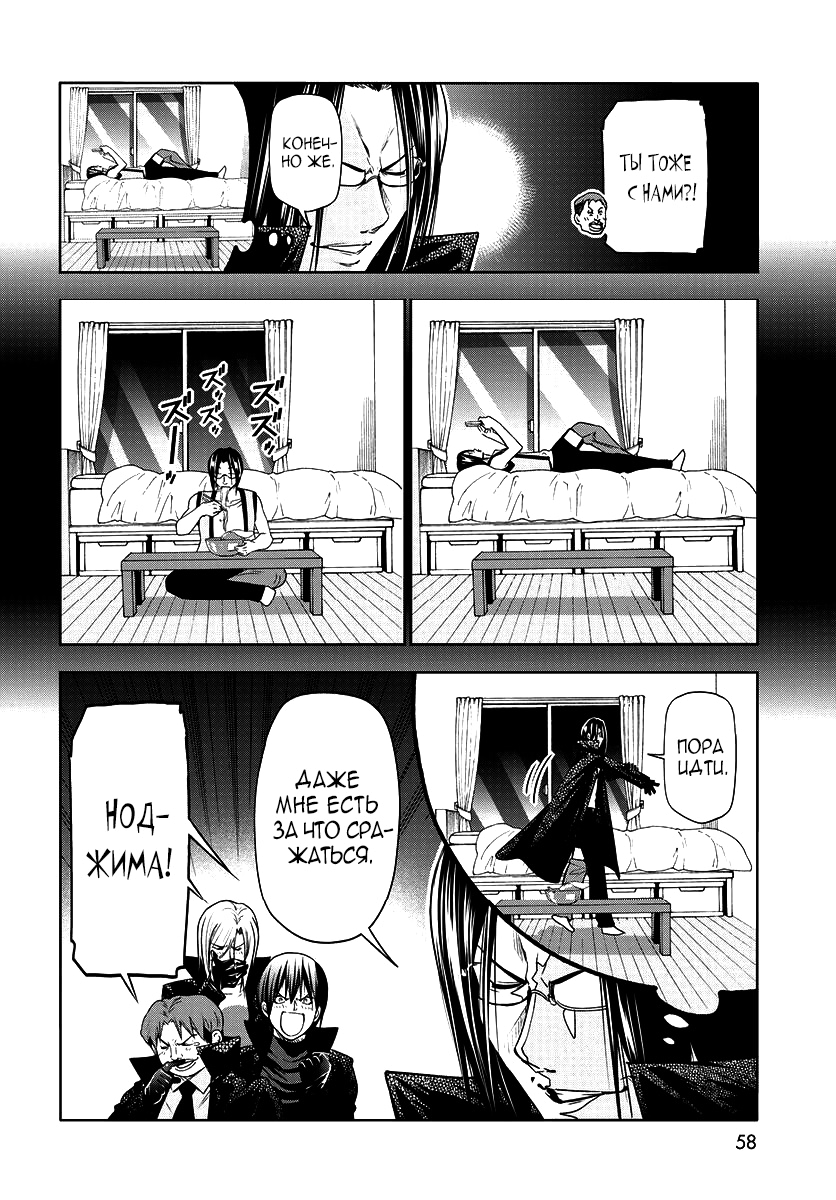 ТЫ ТОЖЕ
С НАМИ?!
КОНЕЧ-
НО ЖЕ.
ズズ
ズズ
ズー
ПОРА
ИДТИ.
ДАЖЕ
МНЕ ЕСТЬ
ЗА ЧТО СРА-
ЖАТЬСЯ.
НОД-
ЖИМА!
58